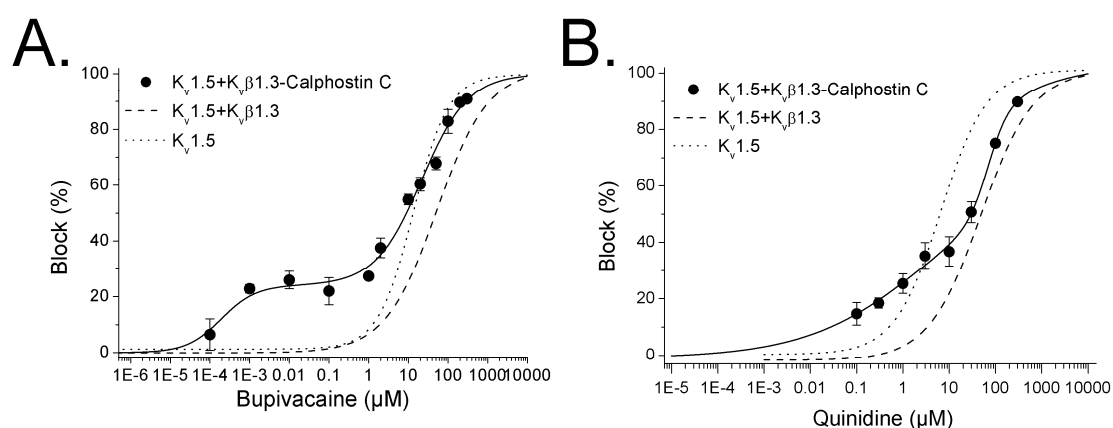 A.
Block (%)
100
80
60
40
20
0
Kv1.5+Kvβ1.3-Calphostin C
Kv1.5+Kvβ1.3
Kv1.5
1E-6 1E-5 1E-4 1E-3 0.01 0.1 1 10 100 1000 10000
Bupivacaine (µM)
B.
Block (%)
100
80
60
40
20
0
Kv1.5+Kvβ1.3-Calphostin C
Kv1.5+Kvβ1.3
Kv1.5
1E-5 1E-4 1E-3 0.01 0.1 1 10 100 1000 10000
Quinidine (µM)